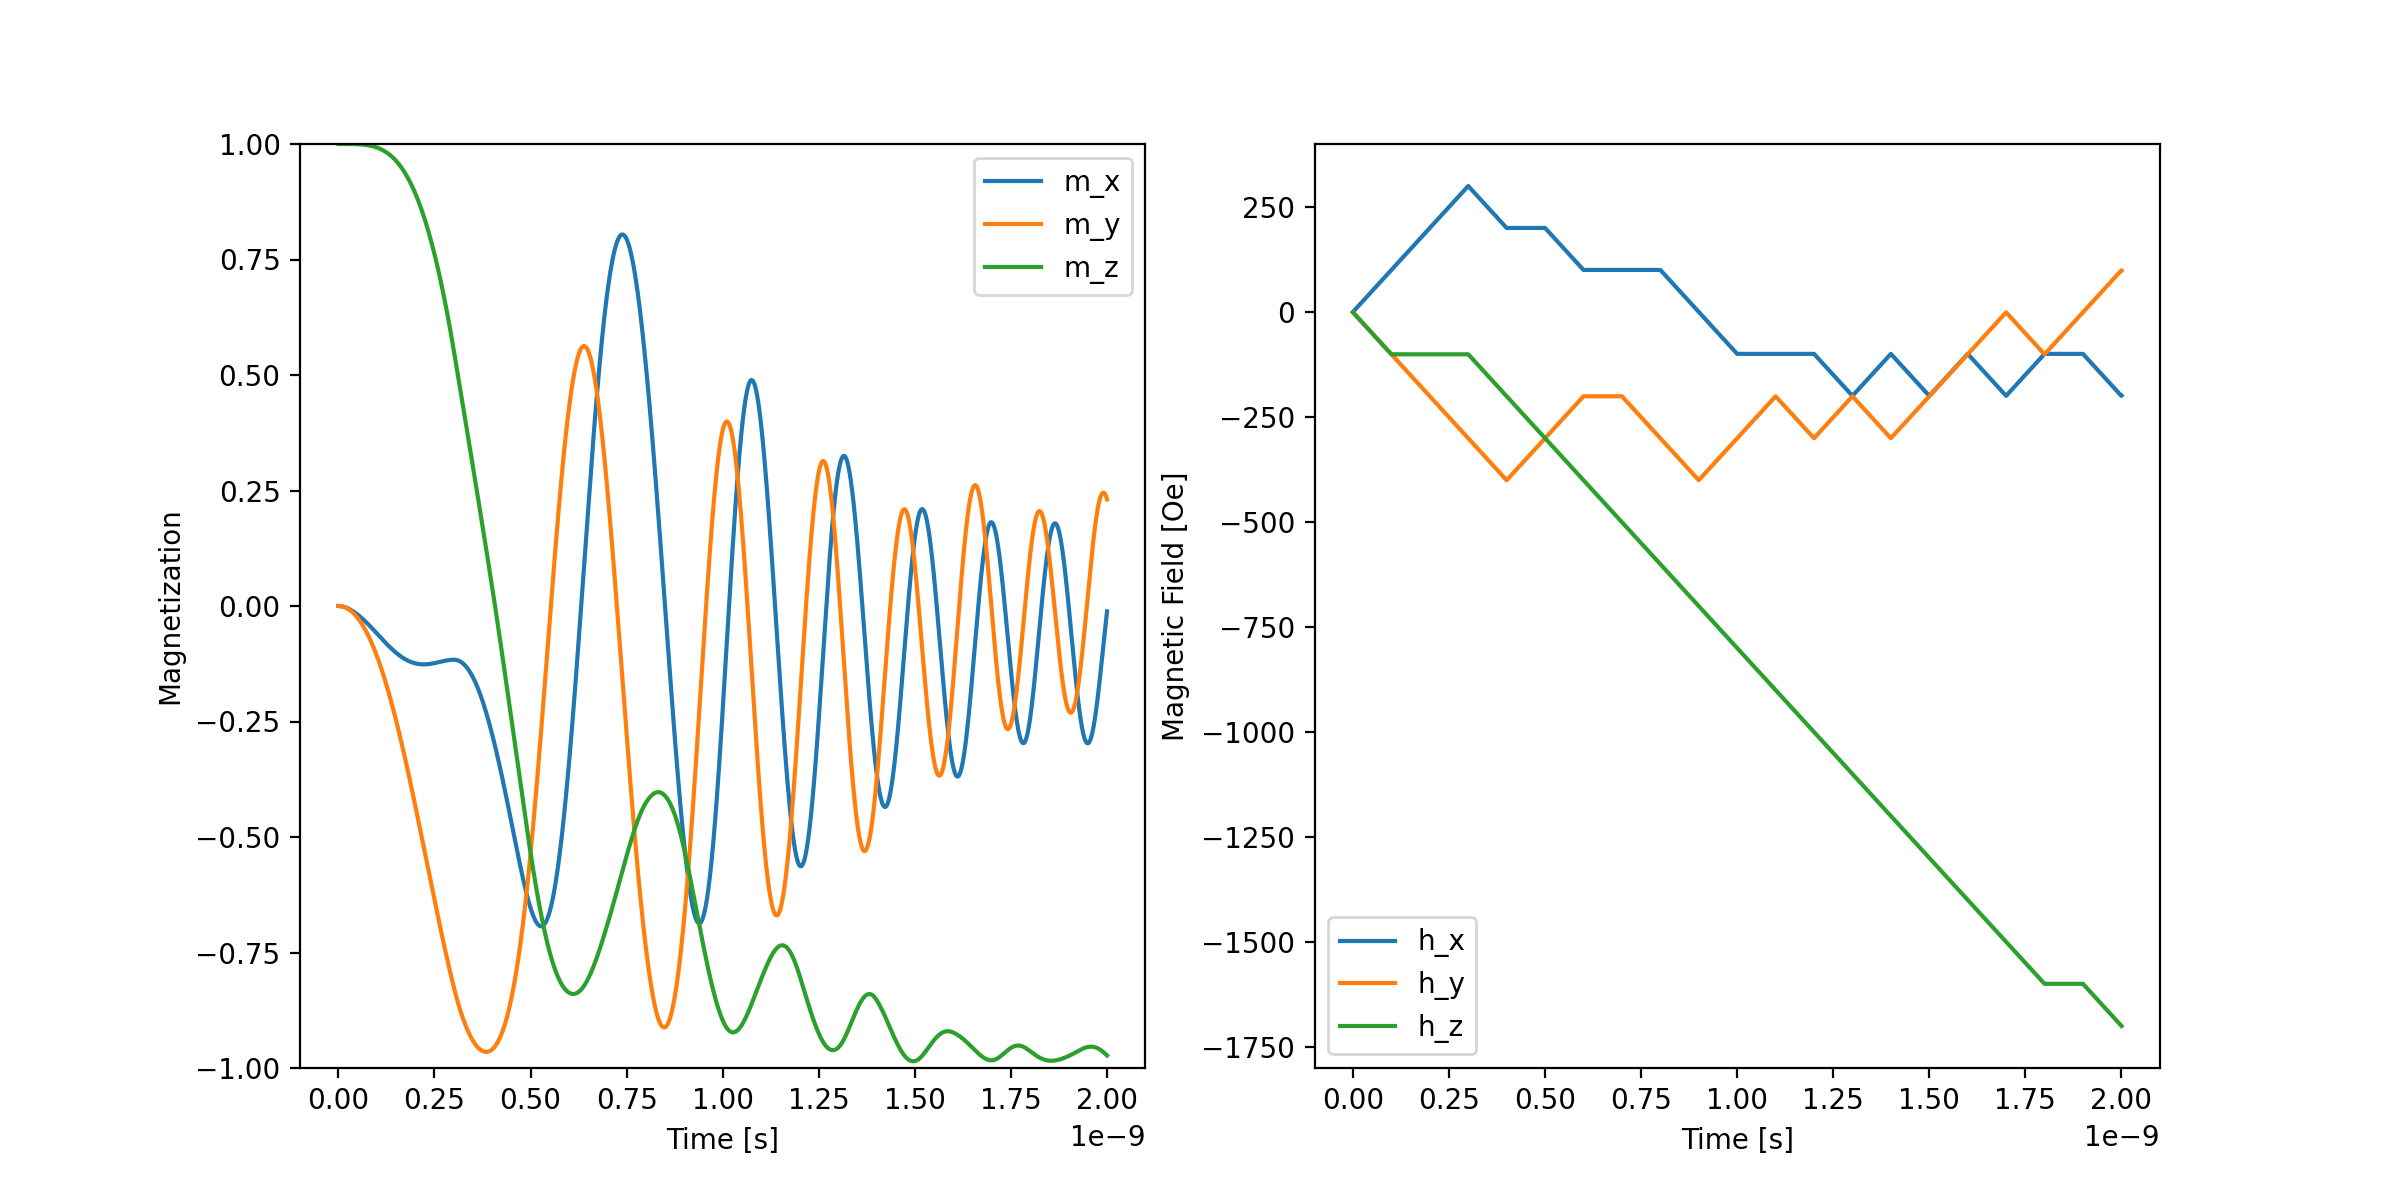 1.00
0.75
0.50
0.25
0.00
−0.25
−0.50
−0.75
−1.00
Magnetization
m_x
m_y
m_z
0.00 0.25 0.50 0.75 1.00 1.25 1.50 1.75 2.00
Time [s]
1e−9
250
0
−250
−500
−750
−1000
−1250
−1500
−1750
Magnetic Field [Oe]
h_x
h_y
h_z
0.00 0.25 0.50 0.75 1.00 1.25 1.50 1.75 2.00
Time [s]
1e−9